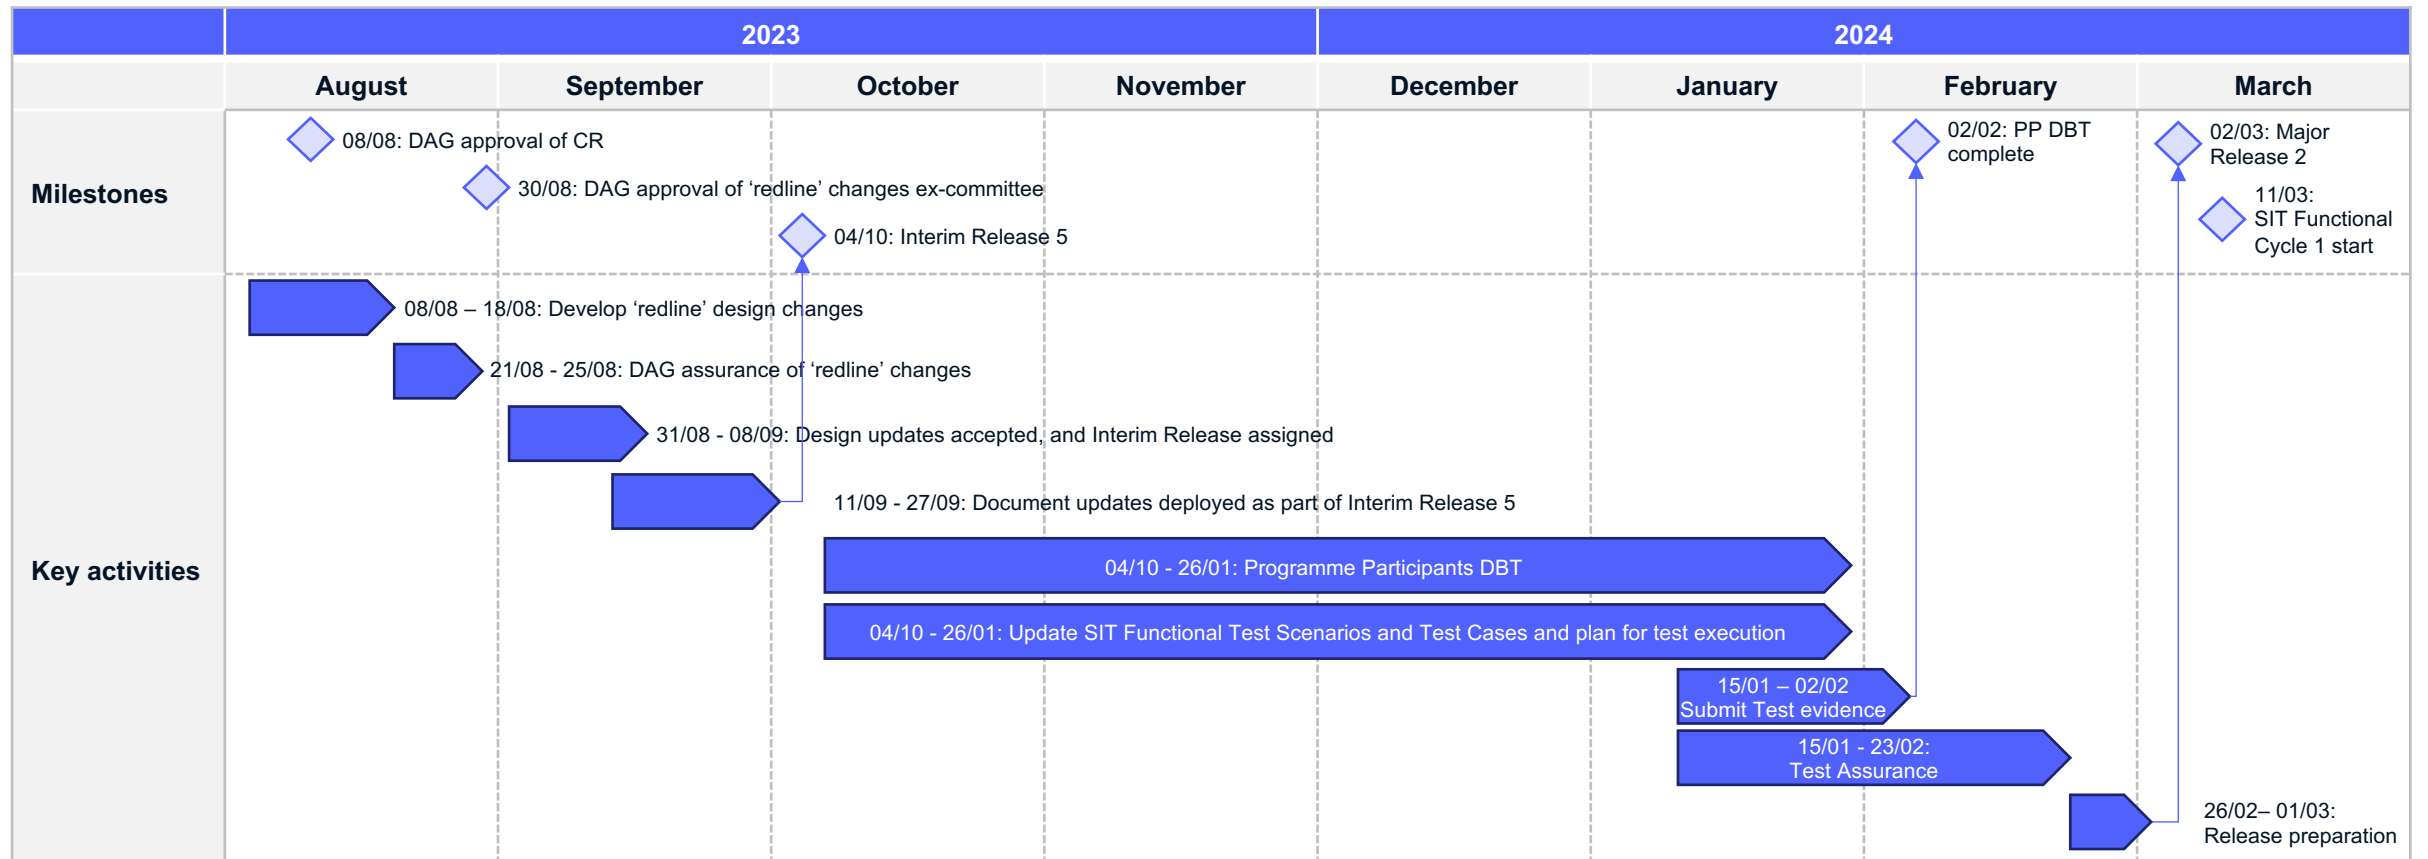 2023
2024
August
September
October
November
December
January
February
March
Milestones
08/08: DAG approval of CR
30/08: DAG approval of ‘redline’ changes ex-committee
04/10: Interim Release 5
02/02: PP DBT
complete
02/03: Major
Release 2
11/03:
SIT Functional
Cycle 1 start
Key activities
08/08 – 18/08: Develop ‘redline’ design changes
21/08 - 25/08: DAG assurance of ‘redline’ changes
31/08 - 08/09: Design updates accepted, and Interim Release assigned
11/09 - 27/09: Document updates deployed as part of Interim Release 5
04/10 - 26/01: Programme Participants DBT
04/10 - 26/01: Update SIT Functional Test Scenarios and Test Cases and plan for test execution
15/01 – 02/02
Submit Test evidence
15/01 - 23/02:
Test Assurance
26/02– 01/03:
Release preparation